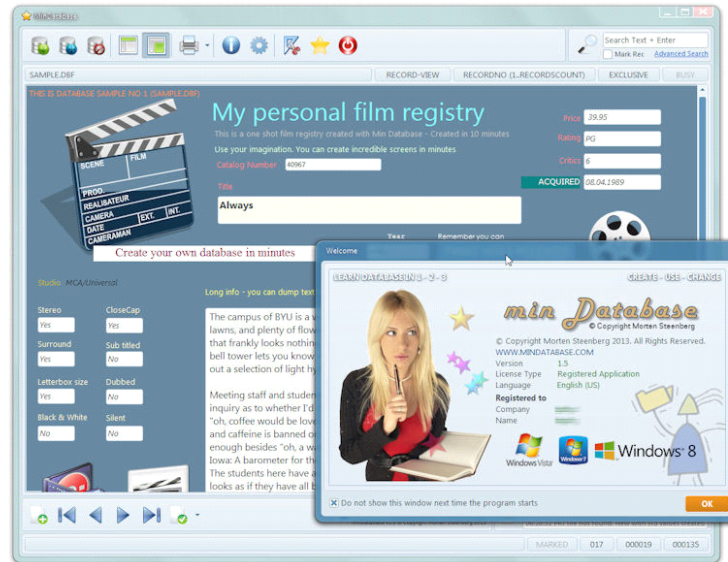 MinDataBase
Search Text + Enter
Mark Rec Advanced Search
SAMPLE.DBF
RECORD-VIEW
RECORDNO (1..RECORDSCOUNT)
EXCLUSIVE
BUSY
THIS IS DATABASE SAMPLE NO 1 (SAMPLE.DBF)
My personal film registry
This is a one shot film registry created with Min Database - Created in 10 minutes
Use your imagination. You can create incredible screens in minutes
Catalog Number 40967
Title
Always
Price 39.95
Rating PG
Critics 6
ACQUIRED 08.04.1989
SCENE FILM
PROD.
REALIBATEUR
CAMERA EXT. INT.
DATE
CAMERAMAN
Year
Remember you can
Create your own database in minutes
Studio MCA/Universal
Long info - you can dump text
Stereo CloseCap
Yes Yes
Surround Sub titled
Yes No
Letterbox size Dubbed
Yes No
Black & White Silent
No No
The campus of BYU is a
lawns, and plenty of flow
that frankly looks nothin
bell tower lets you know
out a selection of light hy
Meeting staff and studen
inquiry as to whether I'd
"oh, coffee would be love
and caffeine is banned o
enough besides "oh, a wa
Iowa: A barometer for th
The students here have a
looks as if they have all b
Welcome
LEARN DATABASE IN 1 - 2 - 3
CREATE - USE - CHANGE
min Database
© Copyright Morten Steenberg
© Copyright Morten Steenberg 2013. All Rights Reserved.
WWW.MINDATABASE.COM
Version 1.5
License Type Registered Application
Language English (US)
Registered to
Company
Name
Windows Vista
Windows 7
Windows 8
Do not show this window next time the program starts
OK
MARKED
017
000019
000135